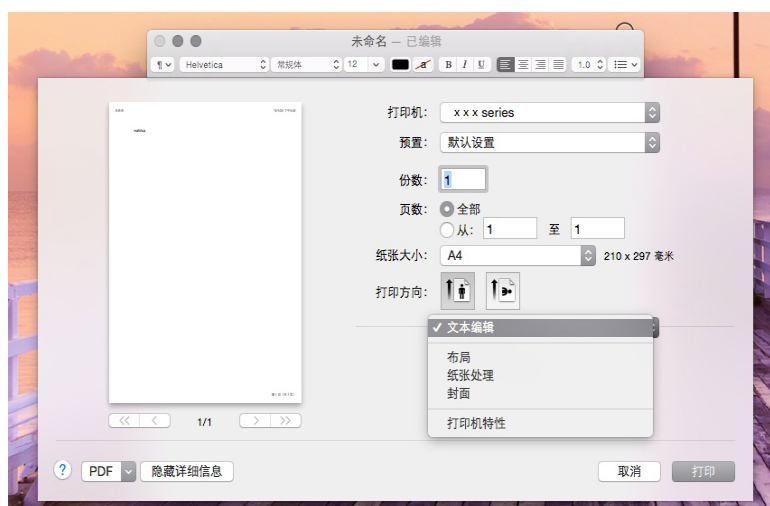 未命名 — 已编辑
¶ Helvetica 常规体 12 a B I U 1.0
打印机: x x x series
预置: 默认设置
份数: 1
页数: 全部
从: 1 至 1
纸张大小: A4 210 x 297 毫米
打印方向:
✓ 文本编辑
布局
纸张处理
封面
打印机特性
<< < 1/1 > >>
? PDF 隐藏详细信息 取消 打印